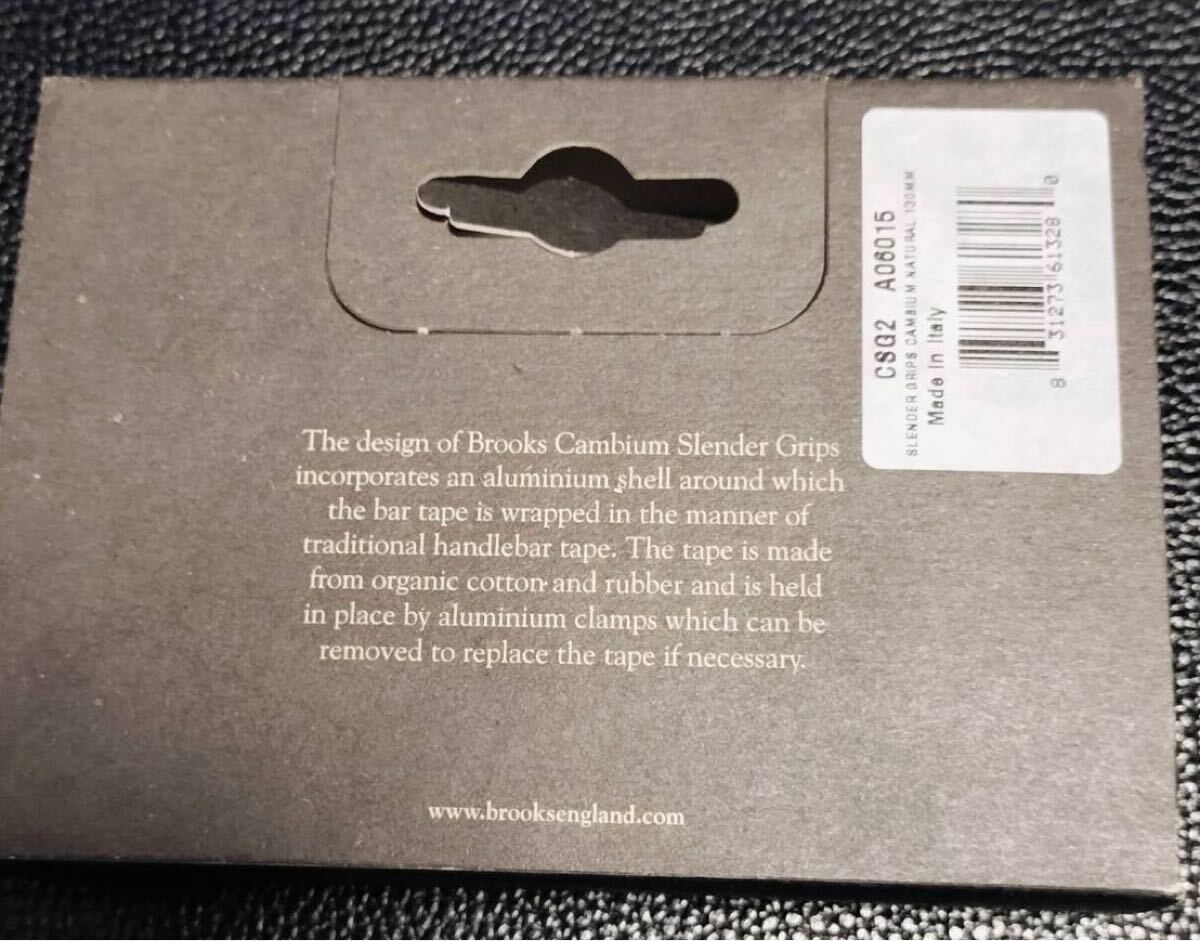 The design of Brooks Cambium Slender Grips
incorporates an aluminium shell around which
the bar tape is wrapped in the manner of
traditional handlebar tape. The tape is made
from organic cotton and rubber and is held
in place by aluminium clamps which can be
removed to replace the tape if necessary.
www.brooksengland.com
CSG2 A06015
SLENDER GRIPS CAMBIUM NATURAL 130MM
Made in Italy
8 31273 61328 0